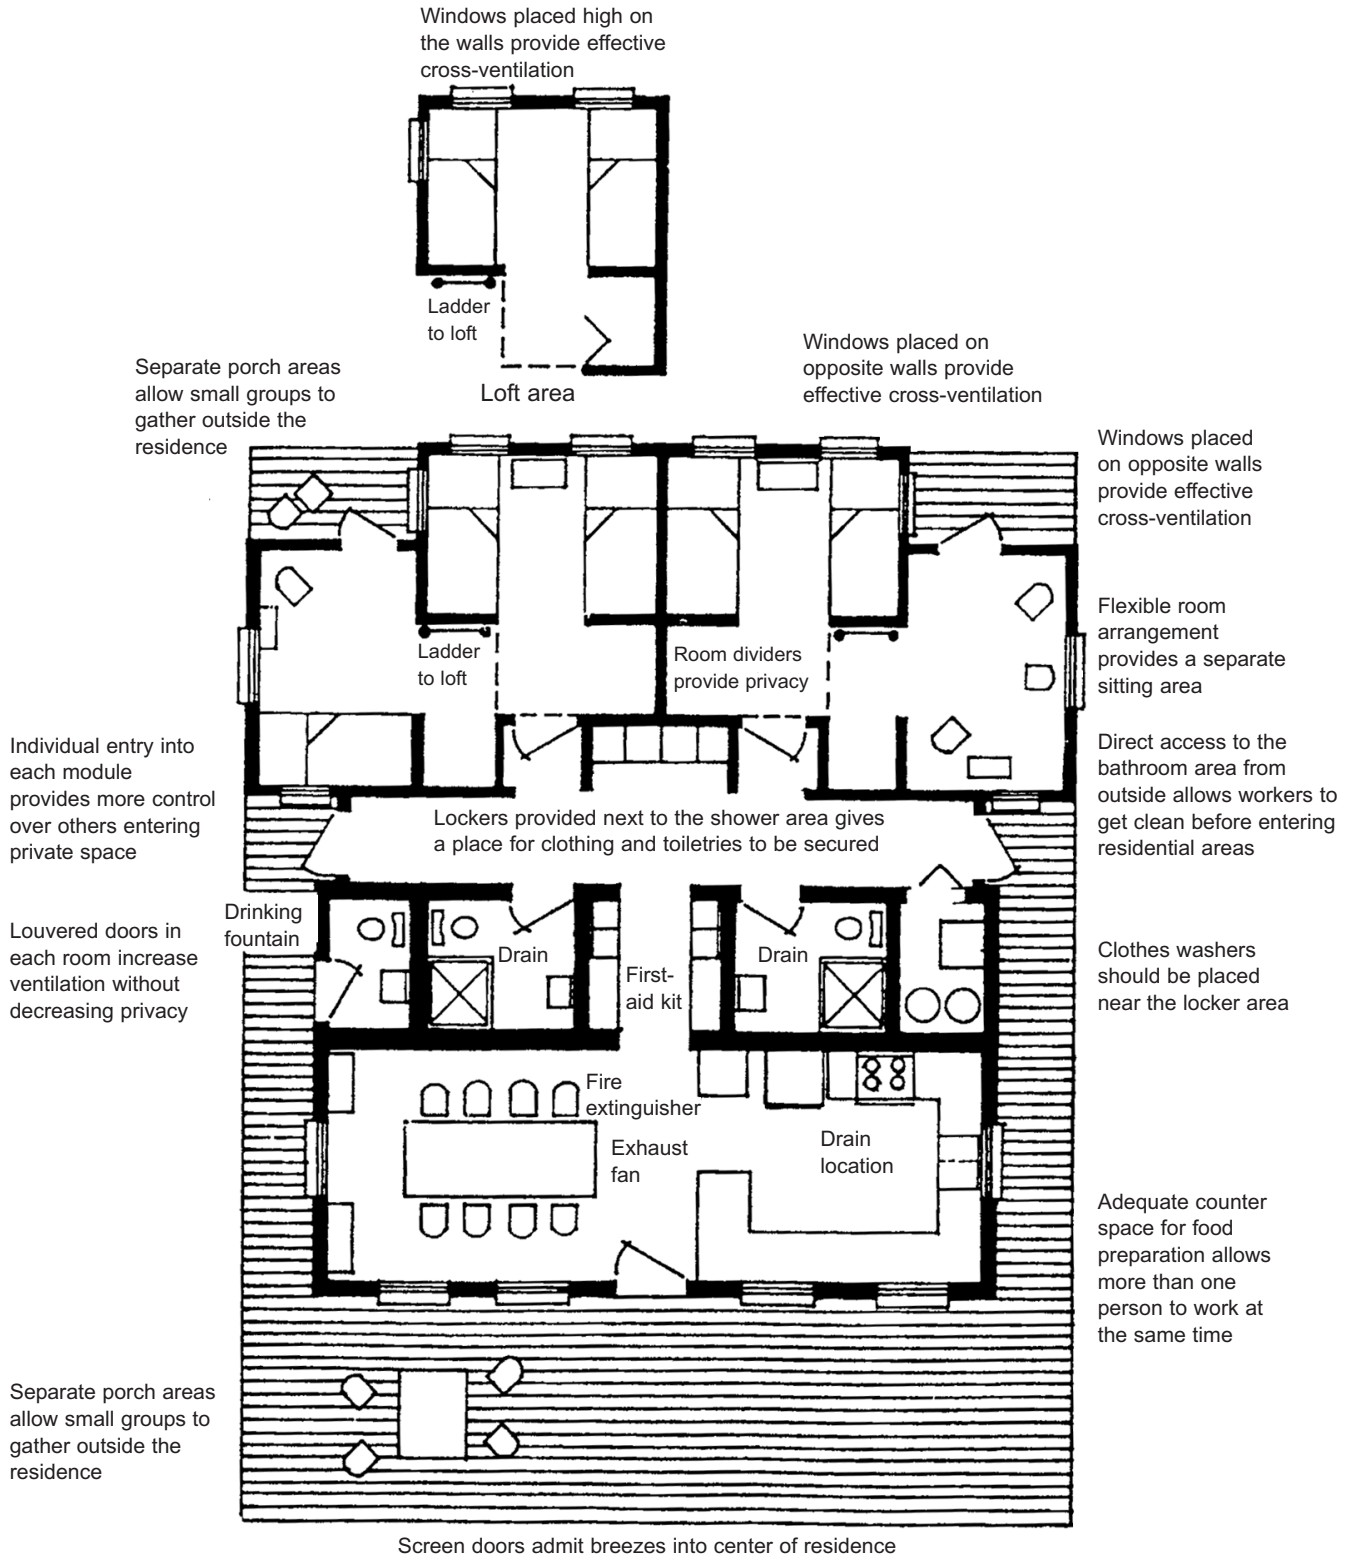 Windows placed high on
the walls provide effective
cross-ventilation
Ladder
to loft
Loft area
Windows placed on
opposite walls provide
effective cross-ventilation
Separate porch areas
allow small groups to
gather outside the
residence
Windows placed
on opposite walls
provide effective
cross-ventilation
Flexible room
arrangement
provides a separate
sitting area
Ladder
to loft
Room dividers
provide privacy
Individual entry into
each module
provides more control
over others entering
private space
Direct access to the
bathroom area from
outside allows workers to
get clean before entering
residential areas
Lockers provided next to the shower area gives
a place for clothing and toiletries to be secured
Drinking
fountain
Louvered doors in
each room increase
ventilation without
decreasing privacy
Drain
First-
aid kit
Drain
Clothes washers
should be placed
near the locker area
Fire
extinguisher
Exhaust
fan
Drain
location
Adequate counter
space for food
preparation allows
more than one
person to work at
the same time
Separate porch areas
allow small groups to
gather outside the
residence
Screen doors admit breezes into center of residence